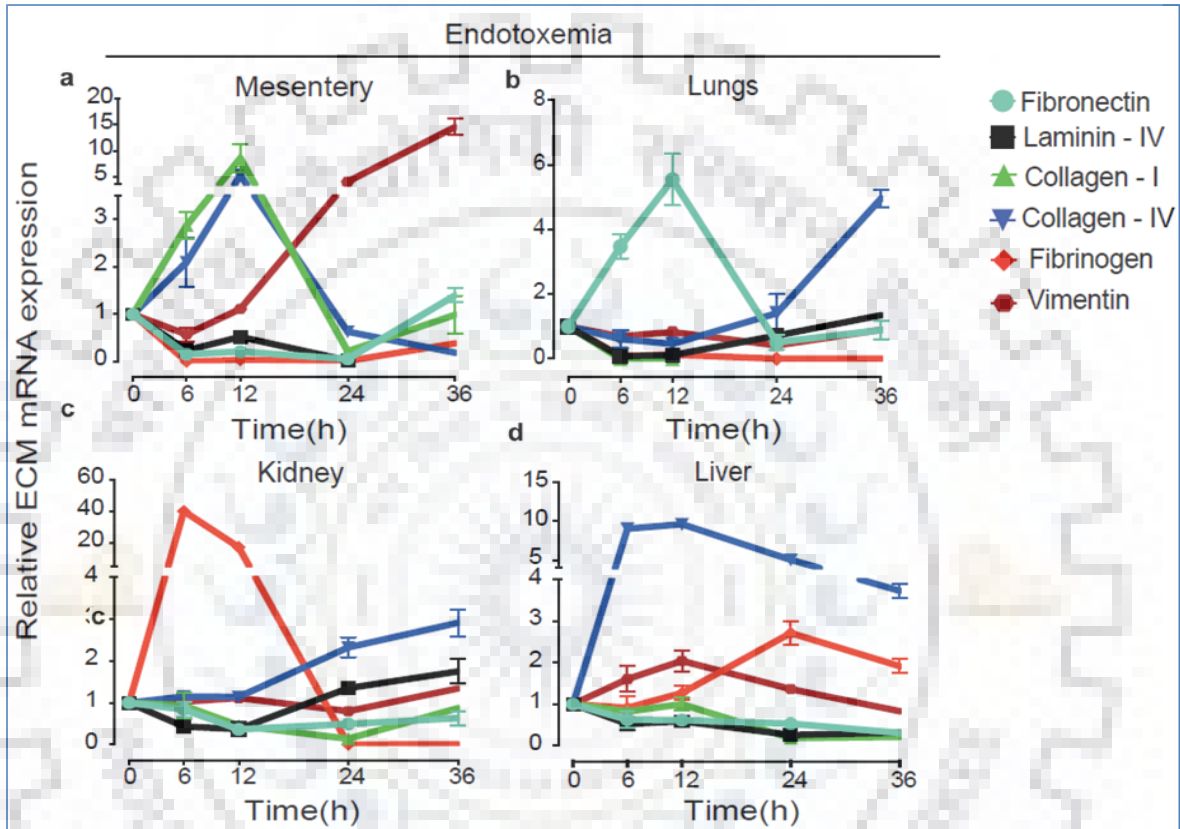 Endotoxemia
a
Mesentery
20
15
10
5
3
2
1
0
0 6 12 24 36
Time(h)
b
Lungs
8
6
4
2
0
0 6 12 24 36
Time(h)
Fibronectin
Laminin - IV
Collagen - I
Collagen - IV
Fibrinogen
Vimentin
Relative ECM mRNA expression
c
Kidney
60
40
20
4
c
2
1
0
0 6 12 24 36
Time(h)
d
Liver
15
10
5
4
3
2
1
0
0 6 12 24 36
Time(h)